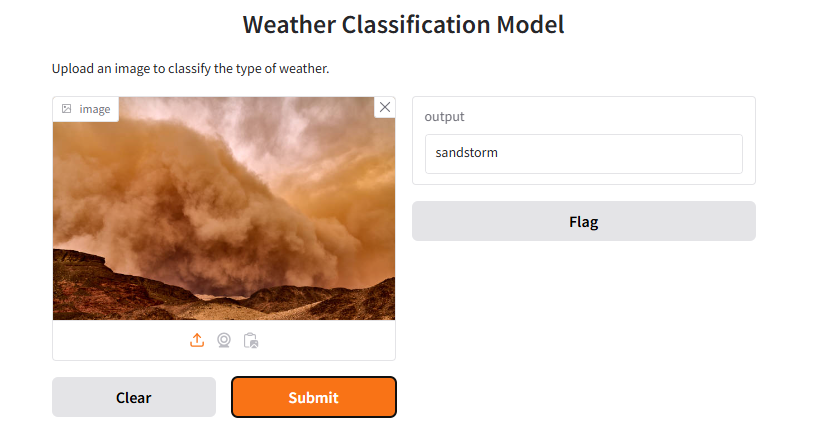 Weather Classification Model
Upload an image to classify the type of weather.
image
output
sandstorm
Flag
Clear
Submit